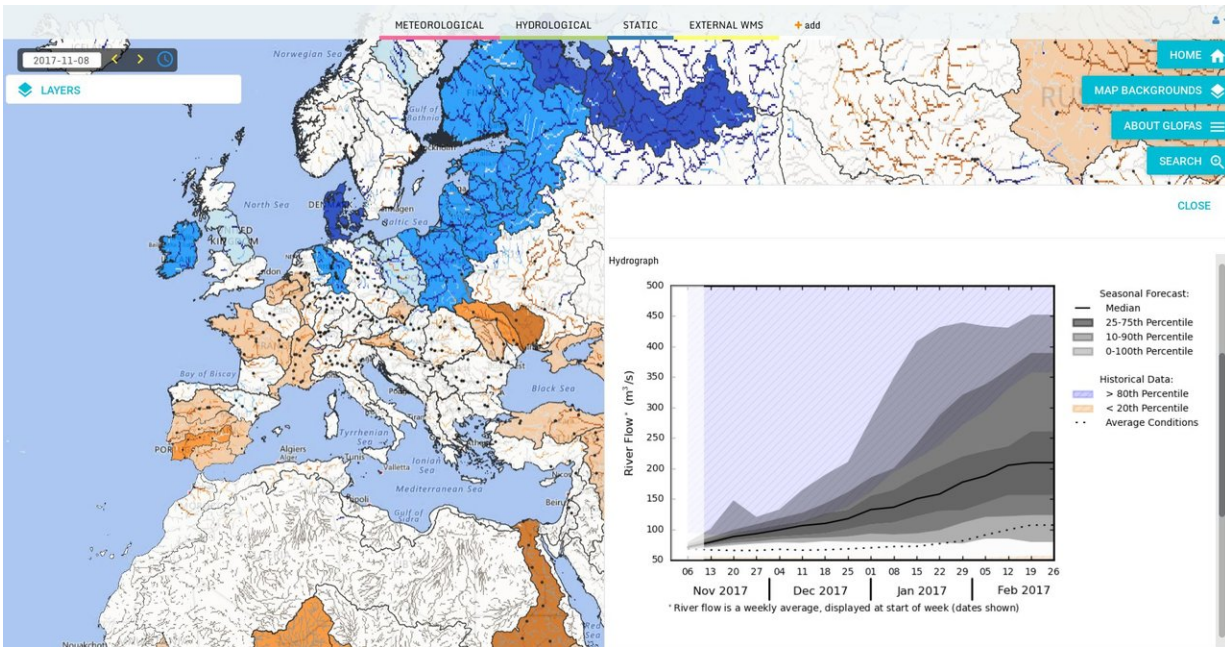 METEOROLOGICAL HYDROLOGICAL STATIC EXTERNAL WMS + add
2017-11-08
LAYERS
HOME
MAP BACKGROUNDS
ABOUT GLOFAS
SEARCH
CLOSE
Norwegian Sea
Gulf of
Bothnia
North Sea
Baltic Sea
UNITED
Bay of Biscay
Black Sea
Tyrrhenian
Sea
Algiers
Alger
Tunis
Valletta
Ionian
Sea
Mediterranean Sea
Gulf of
Sidra
Red
Hydrograph
500
450
400
350
300
250
200
150
100
50
River Flow* (m³/s)
06 13 20 27 04 11 18 25 01 08 15 22 29 05 12 19 26
Nov 2017 Dec 2017 Jan 2017 Feb 2017
* River flow is a weekly average, displayed at start of week (dates shown)
Seasonal Forecast:
Median
25-75th Percentile
10-90th Percentile
0-100th Percentile
Historical Data:
> 80th Percentile
< 20th Percentile
Average Conditions